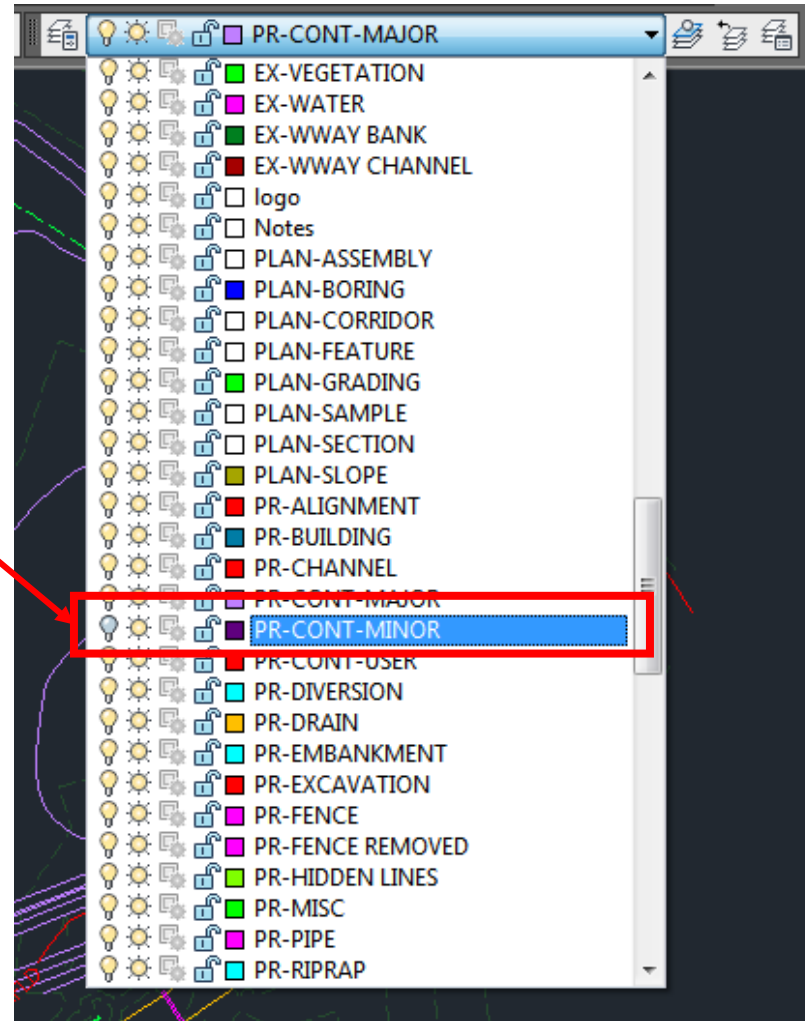 PR-CONT-MAJOR
EX-VEGETATION
EX-WATER
EX-WWAY BANK
EX-WWAY CHANNEL
logo
Notes
PLAN-ASSEMBLY
PLAN-BORING
PLAN-CORRIDOR
PLAN-FEATURE
PLAN-GRADING
PLAN-SAMPLE
PLAN-SECTION
PLAN-SLOPE
PR-ALIGNMENT
PR-BUILDING
PR-CHANNEL
PR-CONT-MAJOR
PR-CONT-MINOR
PR-CONT-USER
PR-DIVERSION
PR-DRAIN
PR-EMBANKMENT
PR-EXCAVATION
PR-FENCE
PR-FENCE REMOVED
PR-HIDDEN LINES
PR-MISC
PR-PIPE
PR-RIPRAP